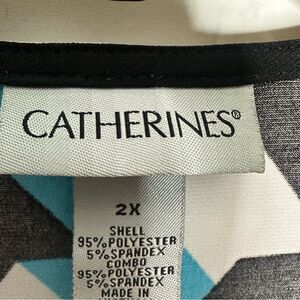 CATHERINES®
2X
SHELL
95%POLYESTER
5%SPANDEX
COMBO
95%POLYESTER
5%SPANDEX
MADE IN